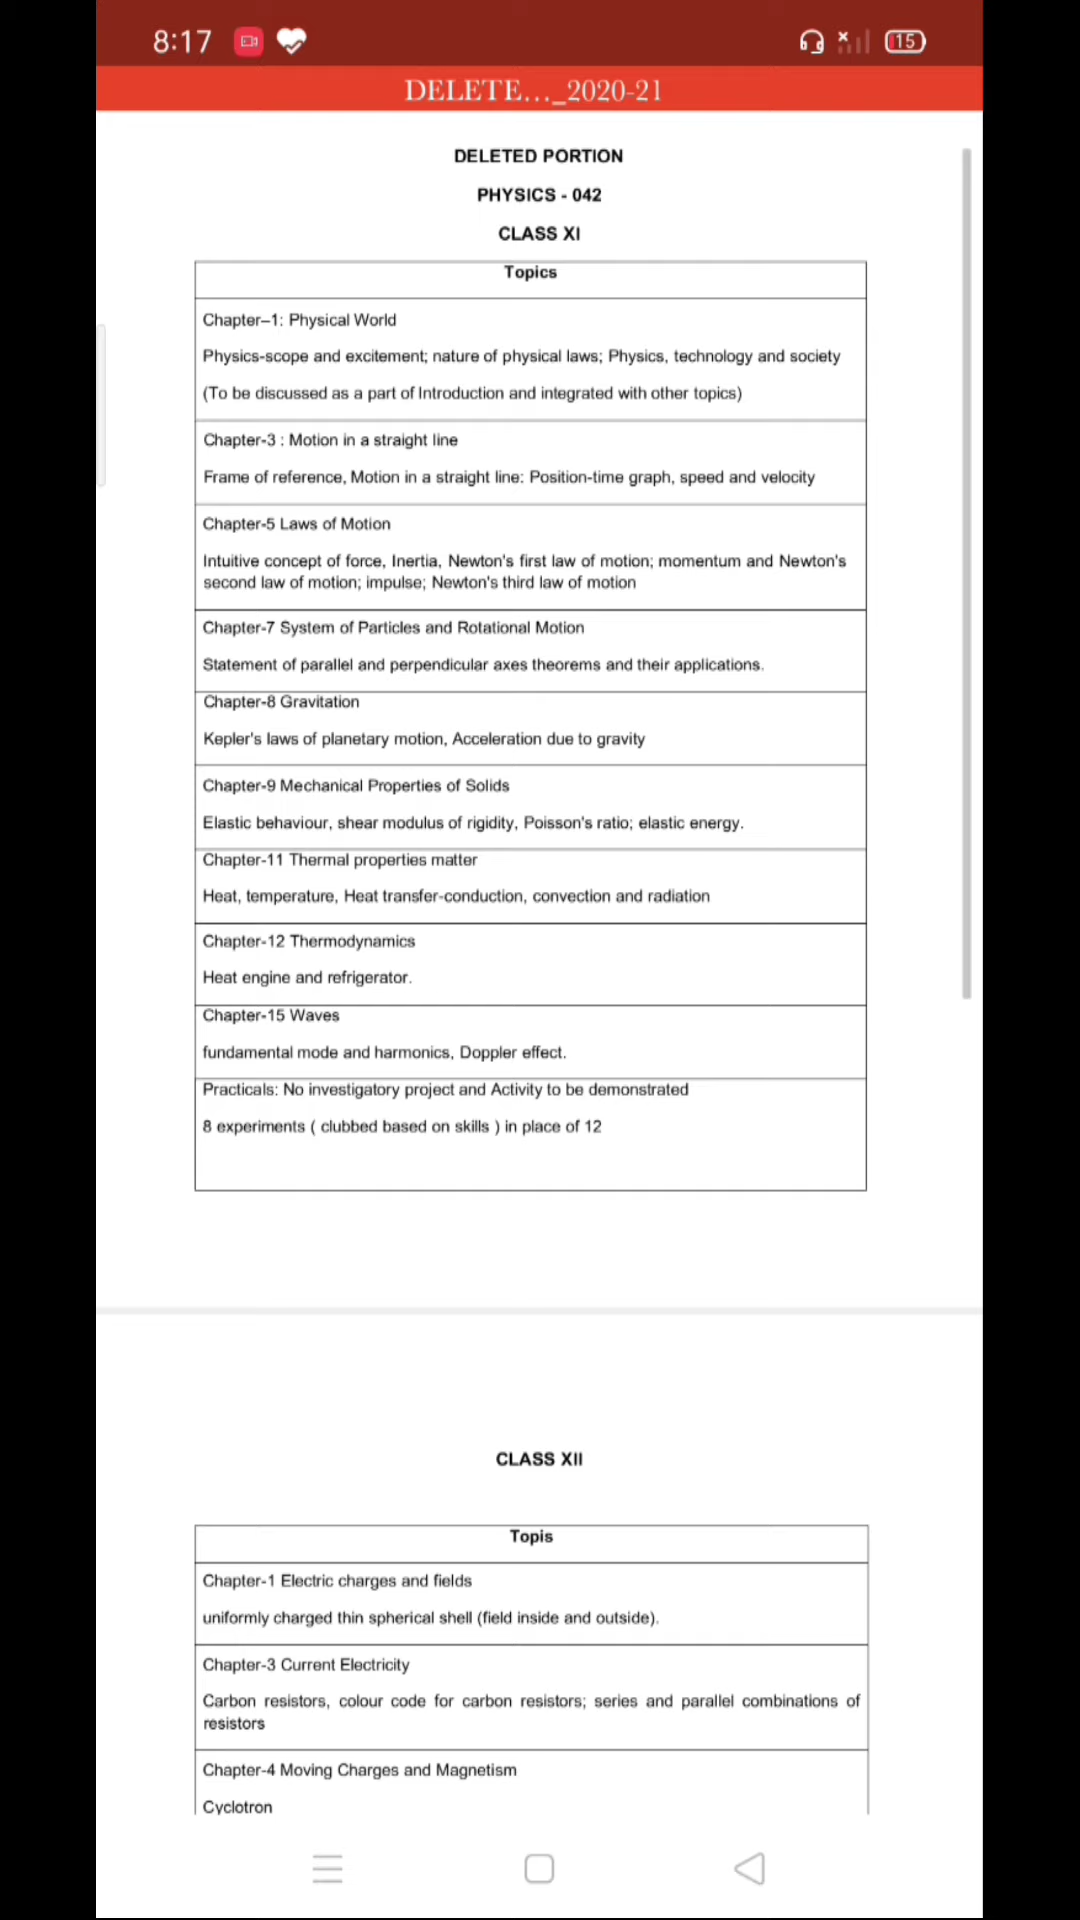 8:17
15
DELETE..._2020-21
DELETED PORTION
PHYSICS - 042
CLASS XI
Topics
Chapter–1: Physical World
Physics-scope and excitement; nature of physical laws; Physics, technology and society
(To be discussed as a part of Introduction and integrated with other topics)
Chapter-3 : Motion in a straight line
Frame of reference, Motion in a straight line: Position-time graph, speed and velocity
Chapter-5 Laws of Motion
Intuitive concept of force, Inertia, Newton's first law of motion; momentum and Newton's
second law of motion; impulse; Newton's third law of motion
Chapter-7 System of Particles and Rotational Motion
Statement of parallel and perpendicular axes theorems and their applications.
Chapter-8 Gravitation
Kepler's laws of planetary motion, Acceleration due to gravity
Chapter-9 Mechanical Properties of Solids
Elastic behaviour, shear modulus of rigidity, Poisson's ratio; elastic energy.
Chapter-11 Thermal properties matter
Heat, temperature, Heat transfer-conduction, convection and radiation
Chapter-12 Thermodynamics
Heat engine and refrigerator.
Chapter-15 Waves
fundamental mode and harmonics, Doppler effect.
Practicals: No investigatory project and Activity to be demonstrated
8 experiments ( clubbed based on skills ) in place of 12
CLASS XII
Topis
Chapter-1 Electric charges and fields
uniformly charged thin spherical shell (field inside and outside).
Chapter-3 Current Electricity
Carbon resistors, colour code for carbon resistors; series and parallel combinations of
resistors
Chapter-4 Moving Charges and Magnetism
Cyclotron